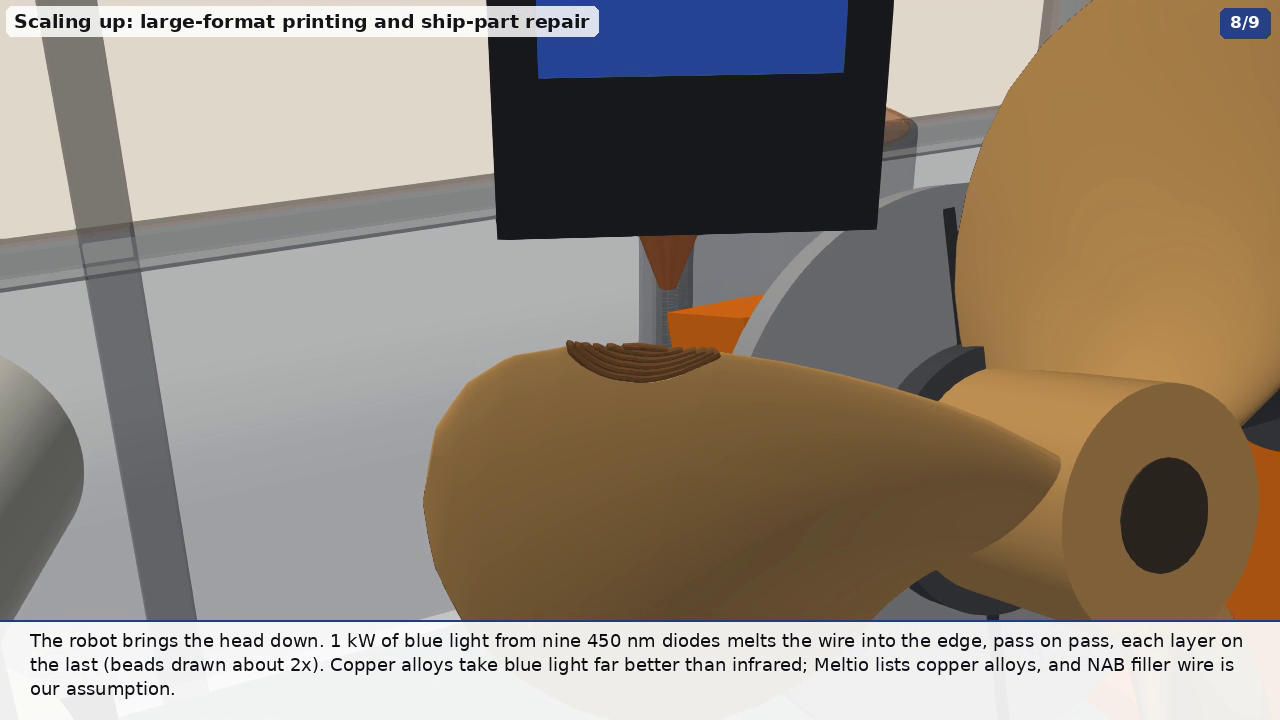 Scaling up: large-format printing and ship-part repair
8/9
The robot brings the head down. 1 kW of blue light from nine 450 nm diodes melts the wire into the edge, pass on pass, each layer on
the last (beads drawn about 2x). Copper alloys take blue light far better than infrared; Meltio lists copper alloys, and NAB filler wire is
our assumption.